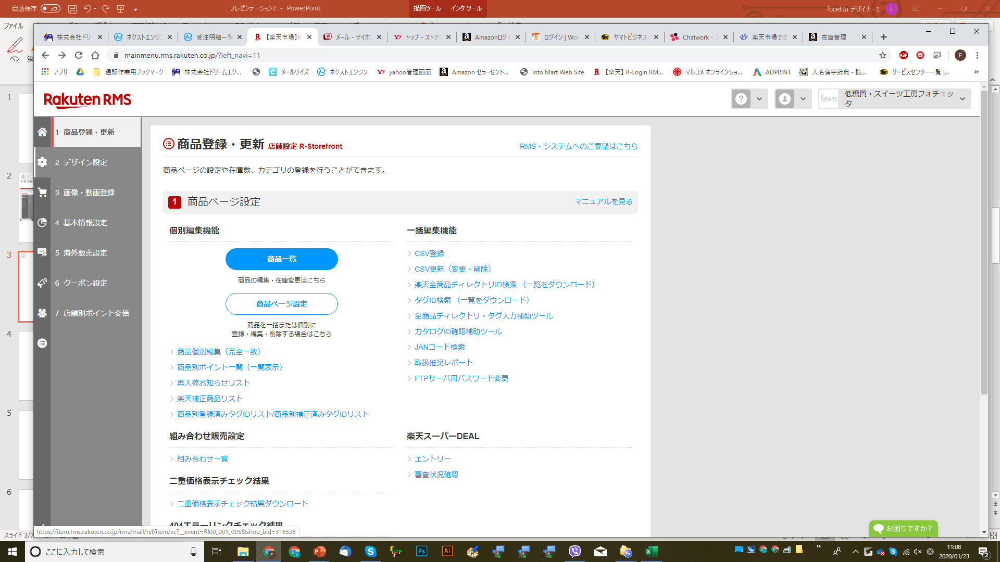 自動保存 オフ
プレゼンテーション2 - PowerPoint
描画ツール インク ツール
focetta デザイナー1 F
ファイル
ペン
株式会社ドリー
ネクストエンジン
受注明細一覧
【楽天市場】R
メール - サイボウ
トップ - ストアク
Amazonログイ
ログイン | Wow
ヤマトビジネス
Chatwork - ス
楽天市場で注
在庫管理
mainmenu.rms.rakuten.co.jp/?left_navi=11
アプリ
通販作業用ブックマーク
株式会社ドリームエク...
メールワイズ
ネクストエンジン
yahoo管理画面
Amazon セラーセント...
Info Mart Web Site
【楽天】R-Login RM...
マルコメ オンラインショ...
ADPRINT
人名漢字辞典 - 読...
サービスセンター一覧 |...
Rakuten RMS
低糖質・スイーツ工房フォチェッ
タ
1 商品登録・更新
2 デザイン設定
3 画像・動画登録
4 基本情報設定
5 海外販売設定
6 クーポン設定
7 店舗別ポイント変倍
商品登録・更新 店舗設定 R-Storefront
RMS・システムへのご要望はこちら
商品ページの設定や在庫数、カテゴリの登録を行うことができます。
1 商品ページ設定
マニュアルを見る
個別編集機能
商品一覧
商品の編集・在庫変更はこちら
商品ページ設定
商品を一括または個別に
登録・編集・削除する場合はこちら
商品個別編集（完全一致）
商品別ポイント一覧（一覧表示）
再入荷お知らせリスト
楽天補正商品リスト
商品別登録済みタグIDリスト/商品別補正済みタグIDリスト
一括編集機能
CSV登録
CSV更新（変更・削除）
楽天全商品ディレクトリID検索 （一覧をダウンロード）
タグID検索 （一覧をダウンロード）
全商品ディレクトリ・タグ入力補助ツール
カタログID確認補助ツール
JANコード検索
取扱推奨レポート
FTPサーバ用パスワード変更
組み合わせ販売設定
組み合わせ一覧
楽天スーパーDEAL
エントリー
審査状況確認
二重価格表示チェック結果
二重価格表示チェック結果ダウンロード
404エラーリンクチェック結果
https://item.rms.rakuten.co.jp/rms/mall/rsf/item/vc?__event=RI00_001_005&shop_bid=316528
お困りですか？
1
2
3
4
5
6
スライド 3/7
ここに入力して検索
11:08
2020/01/23
2